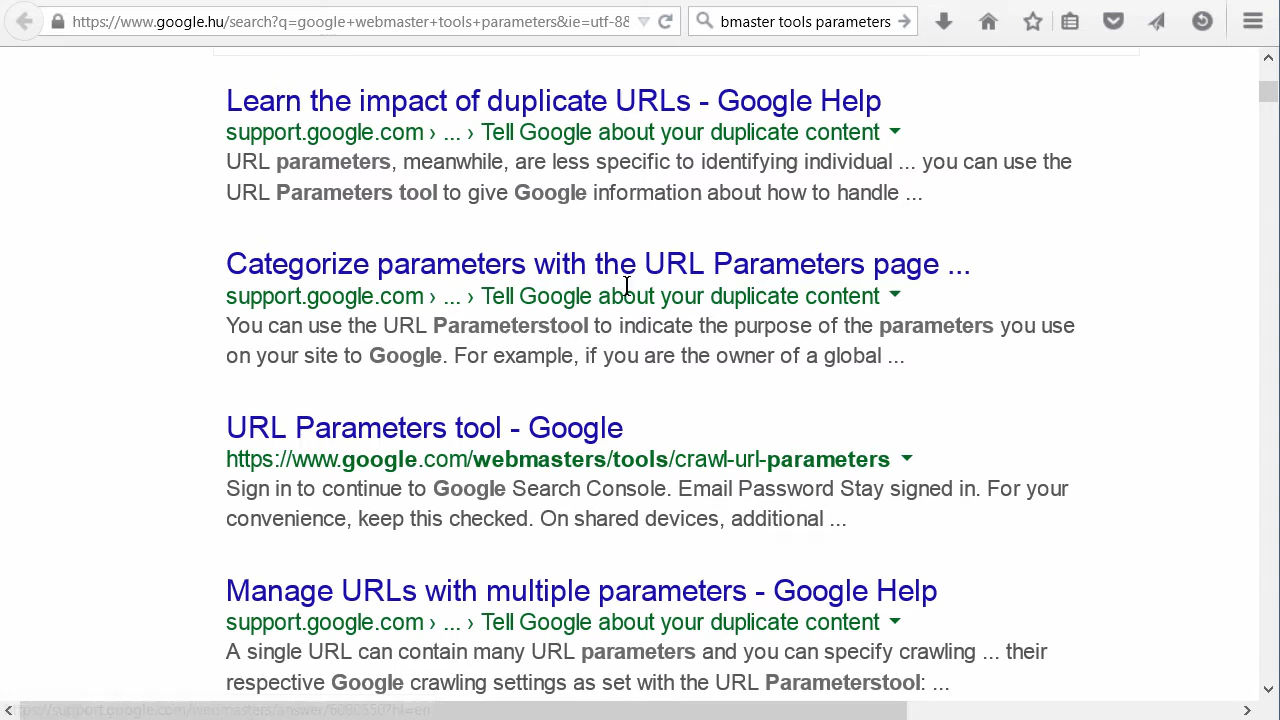 https://www.google.hu/search?q=google+webmaster+tools+parameters&ie=utf-88
bmaster tools parameters
Learn the impact of duplicate URLs - Google Help
support.google.com › ... › Tell Google about your duplicate content
URL parameters, meanwhile, are less specific to identifying individual ... you can use the
URL Parameters tool to give Google information about how to handle ...
Categorize parameters with the URL Parameters page ...
support.google.com › ... › Tell Google about your duplicate content
You can use the URL Parameterstool to indicate the purpose of the parameters you use
on your site to Google. For example, if you are the owner of a global ...
URL Parameters tool - Google
https://www.google.com/webmasters/tools/crawl-url-parameters
Sign in to continue to Google Search Console. Email Password Stay signed in. For your
convenience, keep this checked. On shared devices, additional ...
Manage URLs with multiple parameters - Google Help
support.google.com › ... › Tell Google about your duplicate content
A single URL can contain many URL parameters and you can specify crawling ... their
respective Google crawling settings as set with the URL Parameterstool: ...